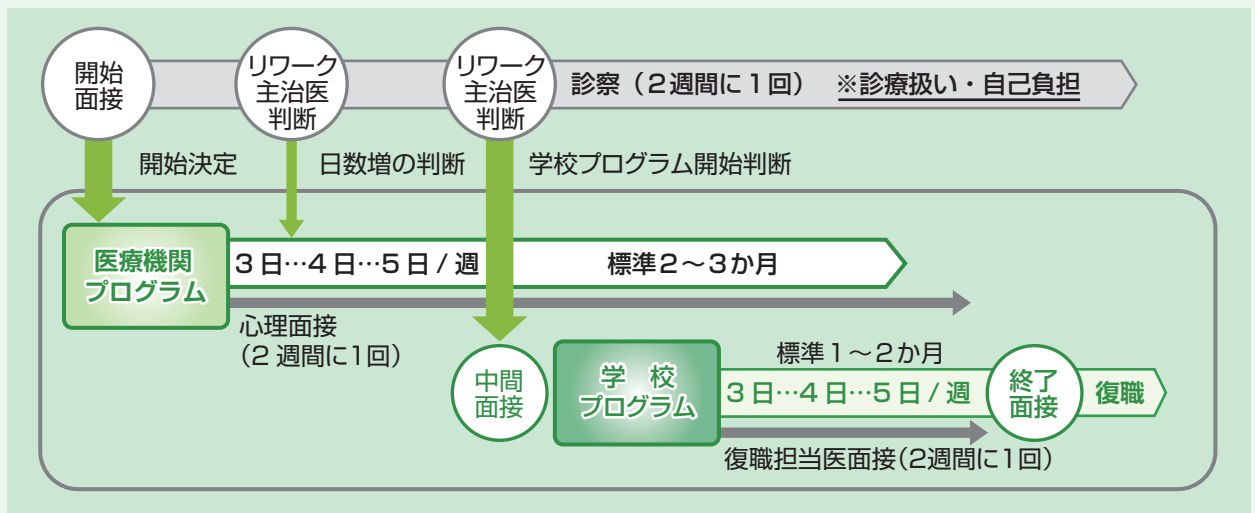 開始
面接
リワーク
主治医
判断
リワーク
主治医
判断
診察（２週間に１回）　※診療扱い・自己負担
開始決定
日数増の判断
学校プログラム開始判断
医療機関
プログラム
３日…４日…５日 / 週
標準２～３か月
心理面接
（２週間に１回）
中間
面接
学　校
プログラム
標準１～２か月
３日…４日…５日 / 週
終了
面接
復職
復職担当医面接（２週間に１回）